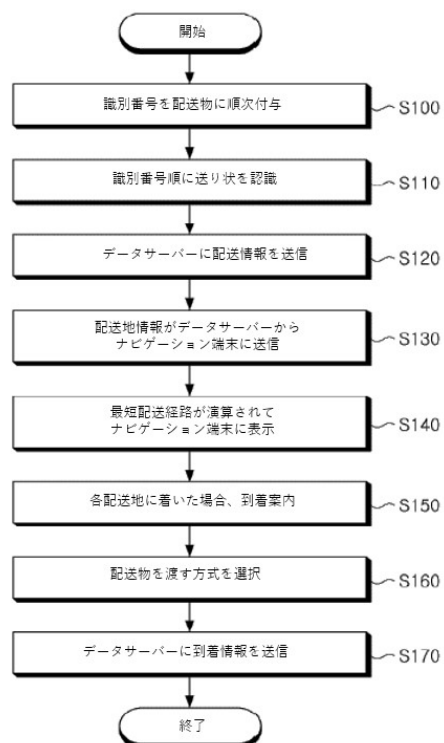 開始
識別番号を配送物に順次付与
S100
識別番号順に送り状を認識
S110
データサーバーに配送情報を送信
S120
配送地情報がデータサーバーから
ナビゲーション端末に送信
S130
最短配送経路が演算されて
ナビゲーション端末に表示
S140
各配送地に着いた場合、到着案内
S150
配送物を渡す方式を選択
S160
データサーバーに到着情報を送信
S170
終了